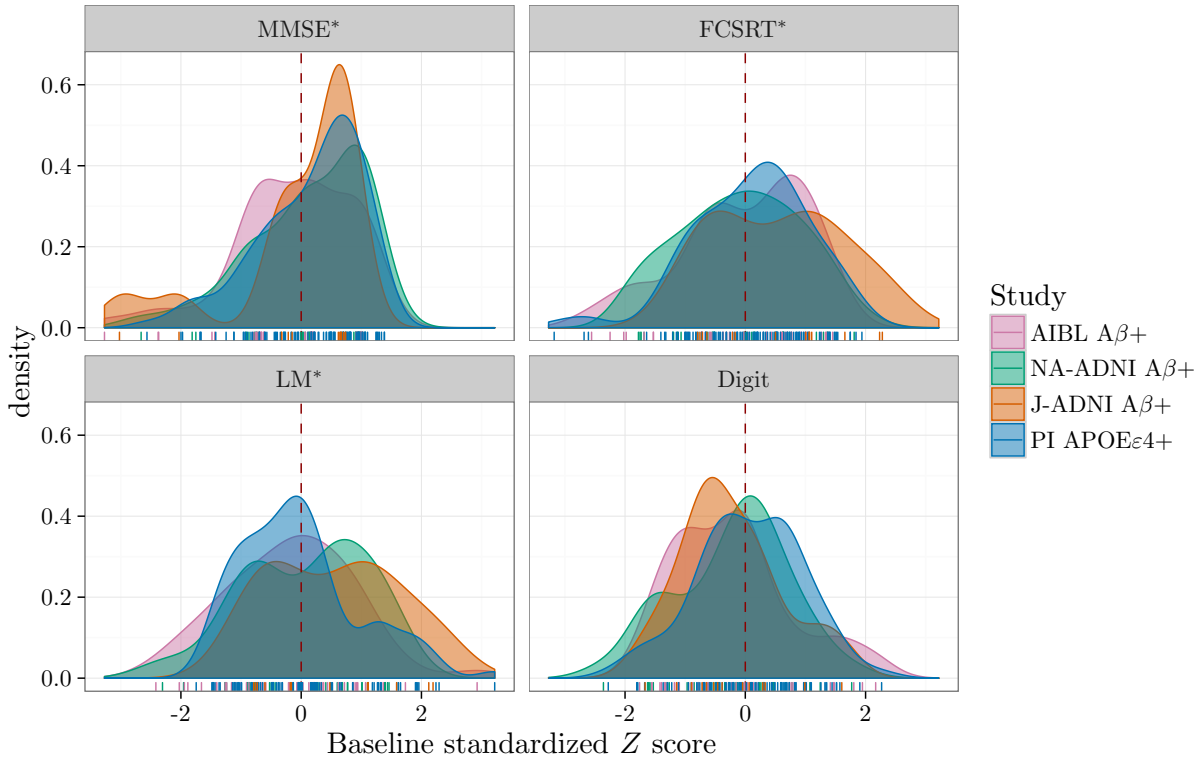 MMSE*
FCSRT*
0.6
0.4
0.2
0.0
LM*
Digit
0.6
0.4
0.2
0.0
-2
0
2
-2
0
2
density
Baseline standardized Z score
Study
AIBL Aβ+
NA-ADNI Aβ+
J-ADNI Aβ+
PI APOEε4+